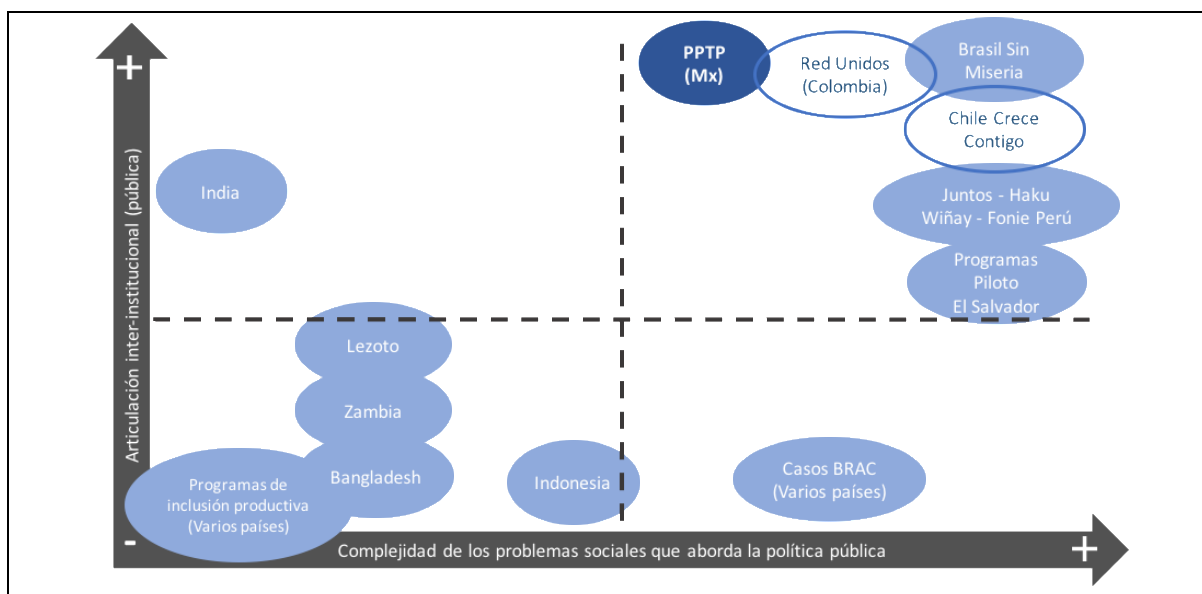 +
PPTP
(Mx)
Red Unidos
(Colombia)
Brasil Sin
Miseria
Chile Crece
Contigo
India
Juntos - Haku
Wiñay - Fonie Perú
Programas
Piloto
El Salvador
Articulación inter-institucional (pública)
Lezoto
Zambia
Bangladesh
Indonesia
Casos BRAC
(Varios países)
Programas de
inclusión productiva
(Varios países)
-
Complejidad de los problemas sociales que aborda la política pública
+